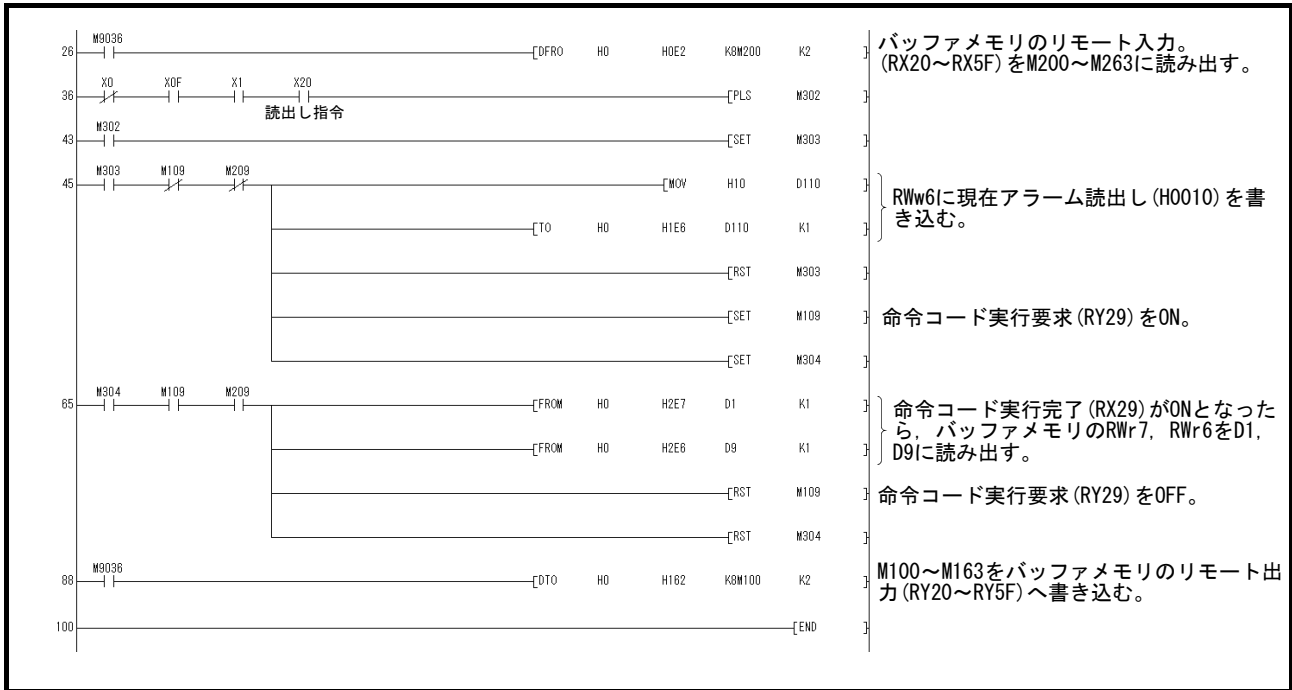 M9036
26 [DFRO H0 H0E2 K8M200 K2 ]
バッファメモリのリモート入力。
(RX20～RX5F)をM200～M263に読み出す。
X0 X0F X1 X20
36 [PLS M302 ]
読出し指令
M302
43 [SET M303 ]
M303 M109 M209
45 [MOV H10 D110 ]
[TO H0 H1E6 D110 K1 ]
RWw6に現在アラーム読出し(H0010)を書
き込む。
[RST M303 ]
[SET M109 ]
命令コード実行要求(RY29)をON。
[SET M304 ]
M304 M109 M209
65 [FROM H0 H2E7 D1 K1 ]
[FROM H0 H2E6 D9 K1 ]
命令コード実行完了(RX29)がONとなった
ら，バッファメモリのRWr7，RWr6をD1，
D9に読み出す。
[RST M109 ]
命令コード実行要求(RY29)をOFF。
[RST M304 ]
M9036
88 [DTO H0 H162 K8M100 K2 ]
M100～M163をバッファメモリのリモート出
力(RY20～RY5F)へ書き込む。
100 [END ]